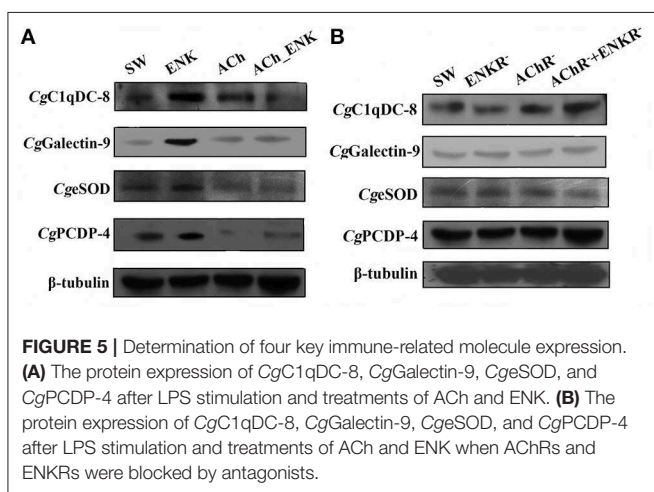 A
B
SW ENK ACh ACh_ENK
SW ENKR- AChR- AChR-+ENKR-
CgC1qDC-8
CgGalectin-9
CgeSOD
CgPCDP-4
β-tubulin
CgC1qDC-8
CgGalectin-9
CgeSOD
CgPCDP-4
β-tubulin
FIGURE 5 | Determination of four key immune-related molecule expression.
(A) The protein expression of CgC1qDC-8, CgGalectin-9, CgeSOD, and
CgPCDP-4 after LPS stimulation and treatments of ACh and ENK. (B) The
protein expression of CgC1qDC-8, CgGalectin-9, CgeSOD, and CgPCDP-4
after LPS stimulation and treatments of ACh and ENK when AChRs and
ENKRs were blocked by antagonists.